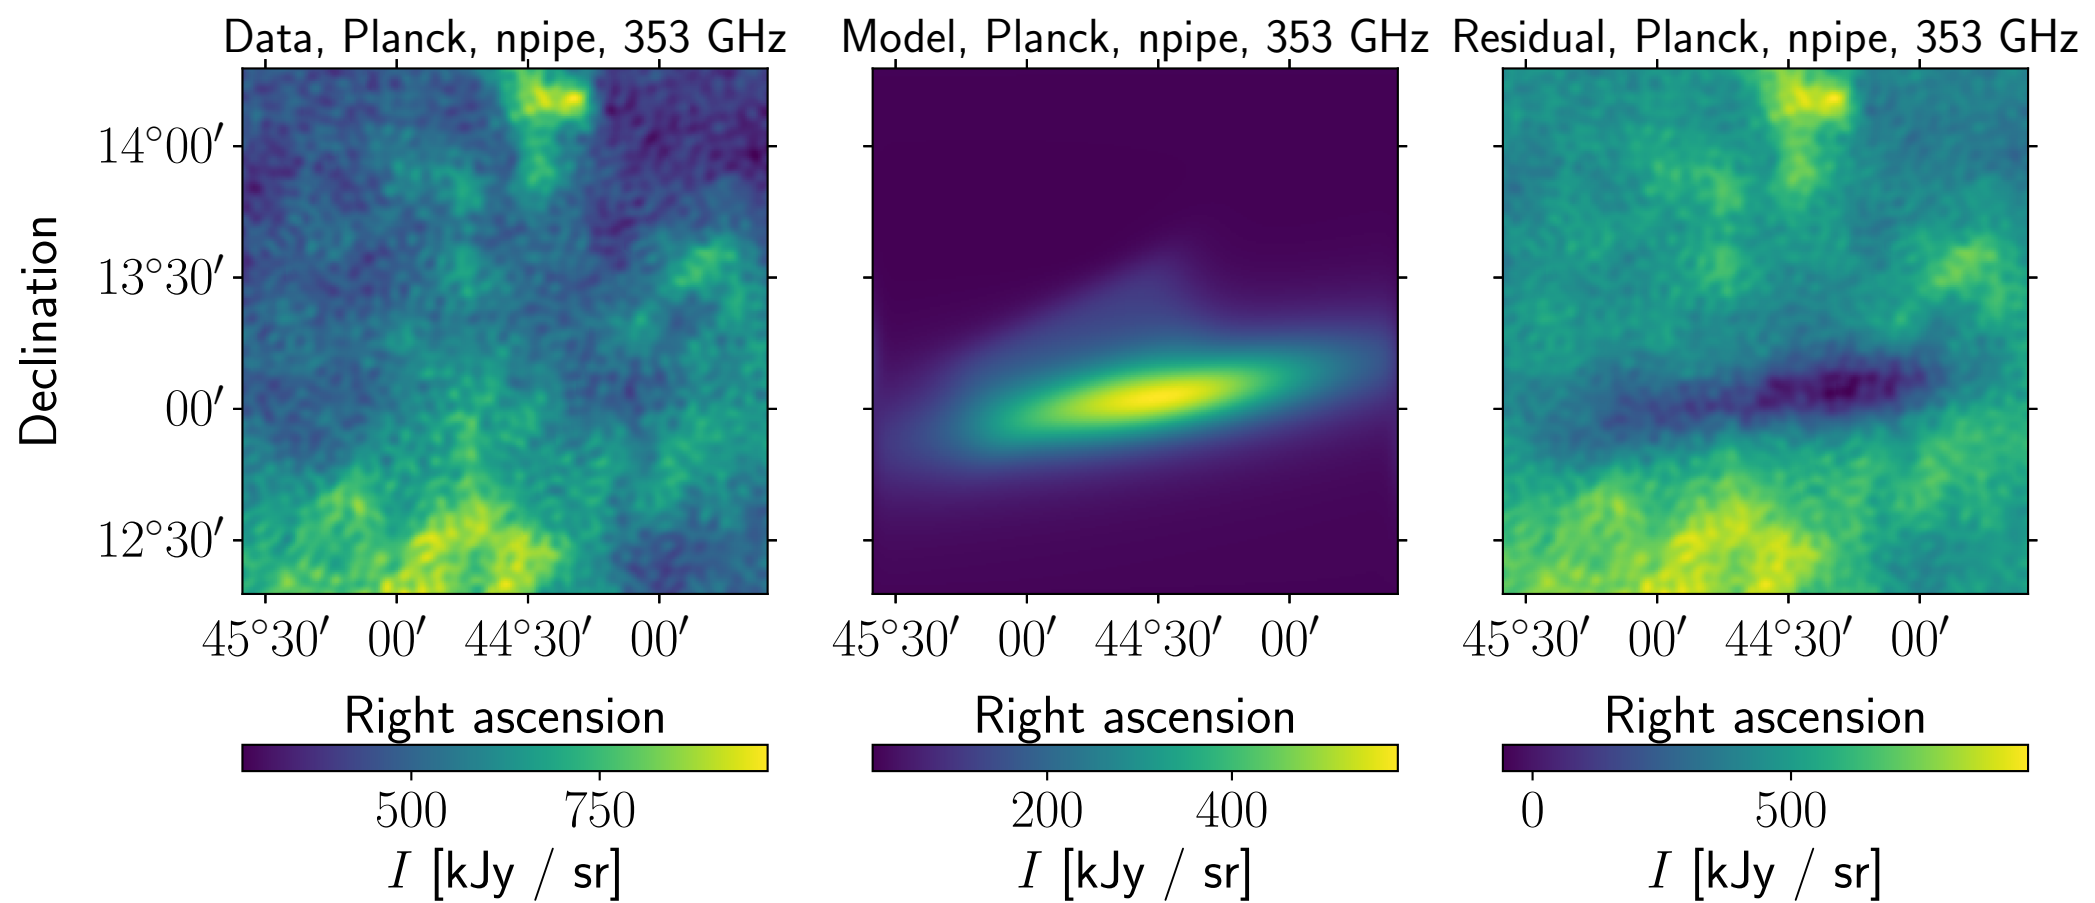 Data, Planck, npipe, 353 GHz
Model, Planck, npipe, 353 GHz
Residual, Planck, npipe, 353 GHz
Declination
14°00′
13°30′
00′
12°30′
45°30′ 00′ 44°30′ 00′
45°30′ 00′ 44°30′ 00′
45°30′ 00′ 44°30′ 00′
Right ascension
Right ascension
Right ascension
500 750
200 400
0 500
I [kJy / sr]
I [kJy / sr]
I [kJy / sr]